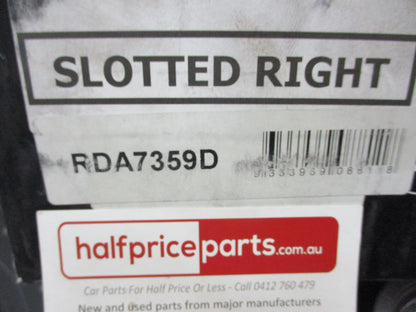 SLOTTED RIGHT
RDA7359D
halfpriceparts.com.au
Car Parts For Half Price Or Less - Call 0412 760 479
New and used parts from major manufacturers